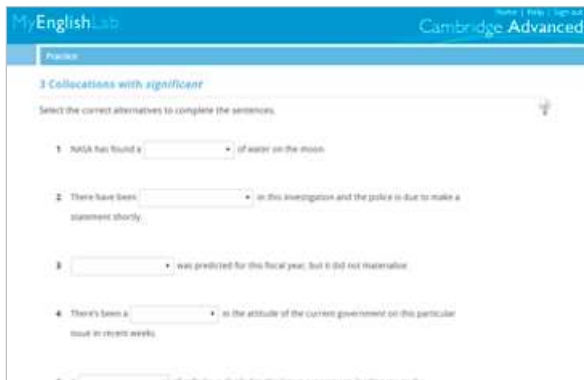 MyEnglishLab
Home | Help | Sign out
Cambridge Advanced
Practice
3 Collocations with significant
Select the correct alternatives to complete the sentences.
1 NASA has found a of water on the moon.
2 There have been in this investigation and the police is due to make a
statement shortly.
3 was predicted for this fiscal year, but it did not materialise.
4 There's been a in the attitude of the current government on this particular
issue in recent weeks.